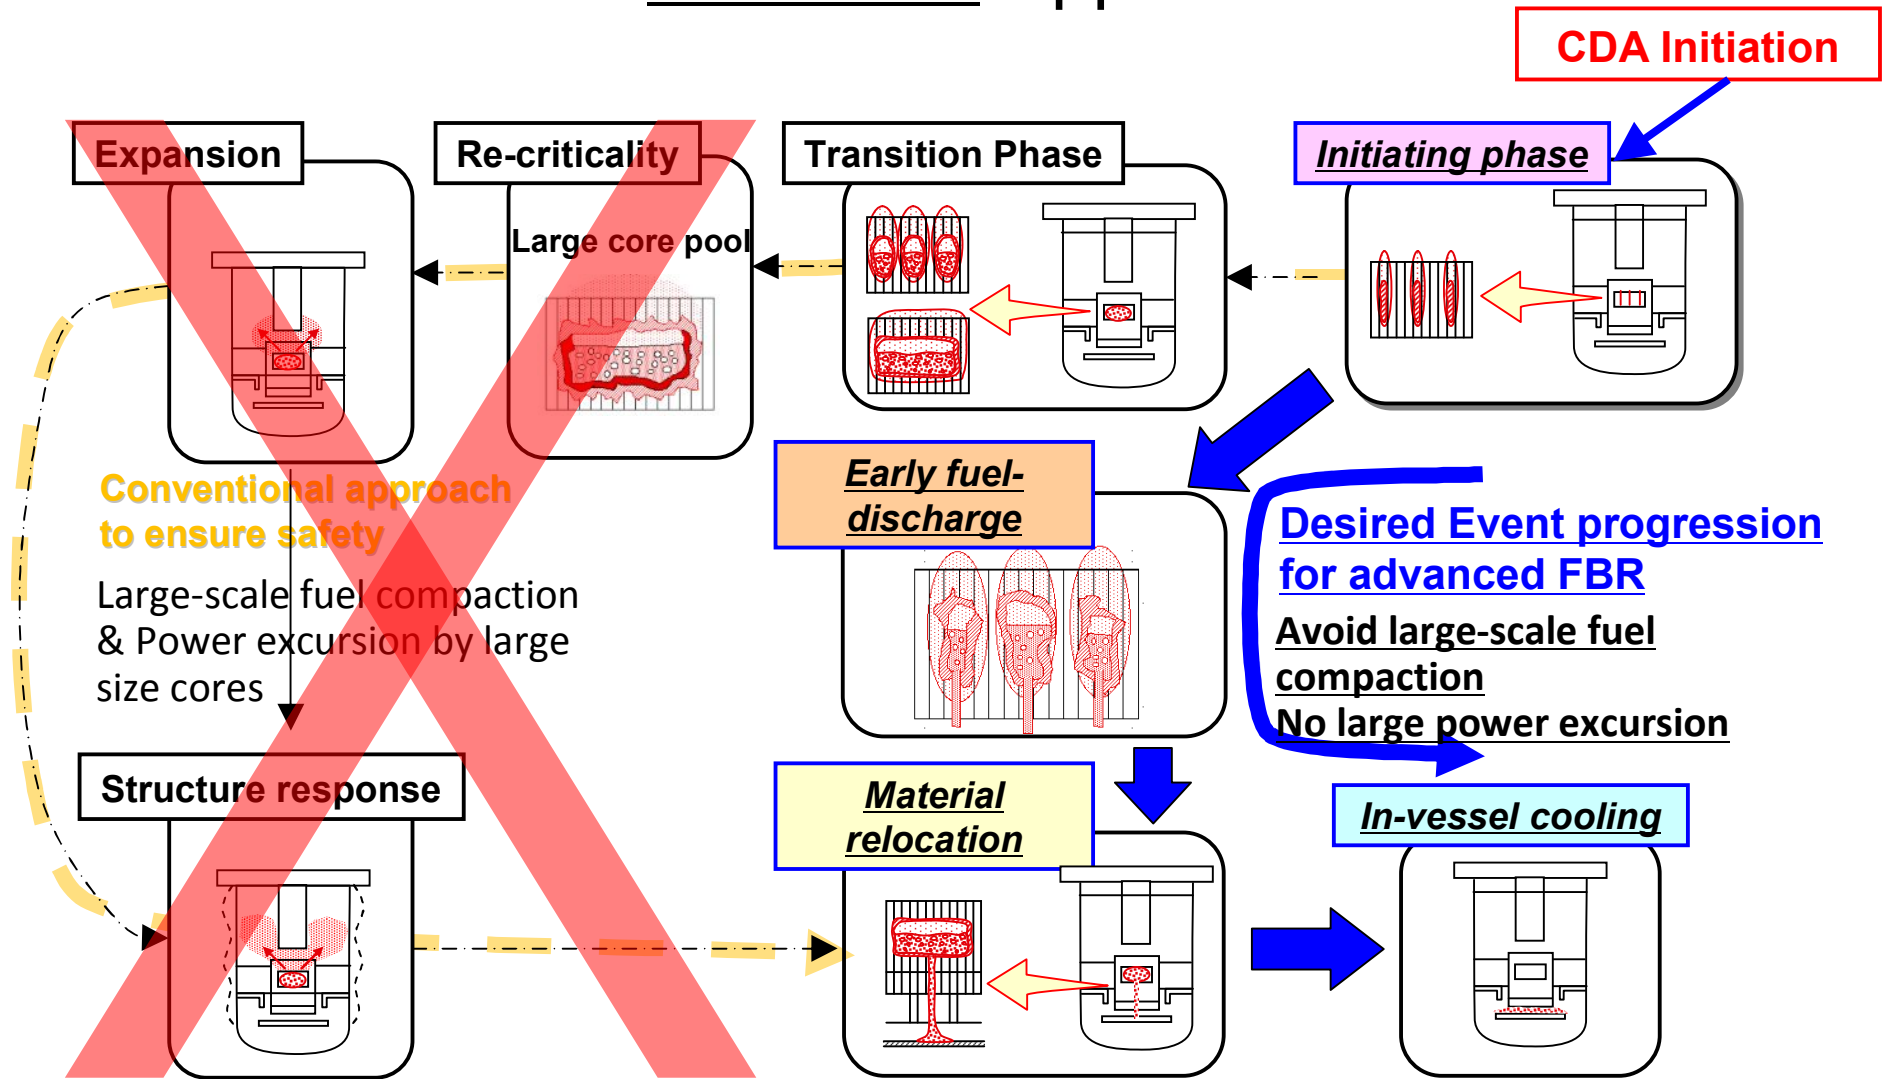 CDA Initiation
Expansion
Re-criticality
Transition Phase
Initiating phase
Large core pool
Conventional approach
to ensure safety
Large-scale fuel compaction
& Power excursion by large
size cores
Early fuel-
discharge
Desired Event progression
for advanced FBR
Avoid large-scale fuel
compaction
No large power excursion
Structure response
Material
relocation
In-vessel cooling